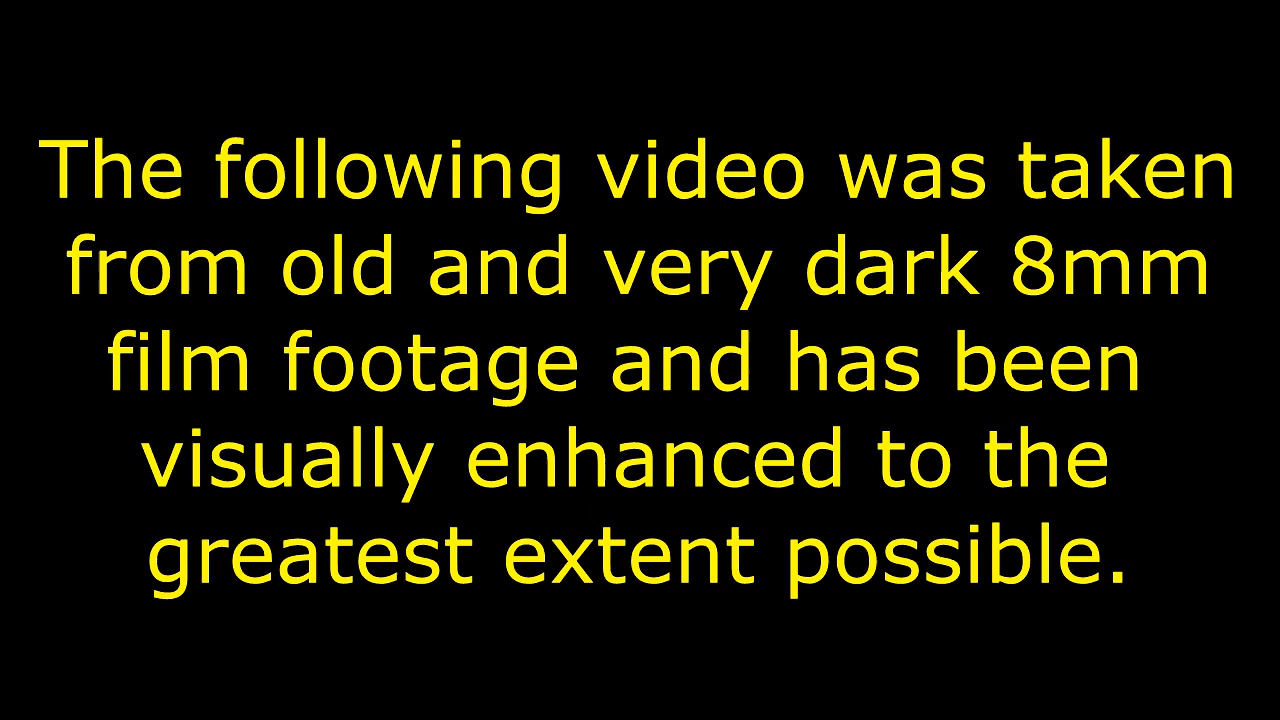 The following video was taken
from old and very dark 8mm
film footage and has been
visually enhanced to the
greatest extent possible.